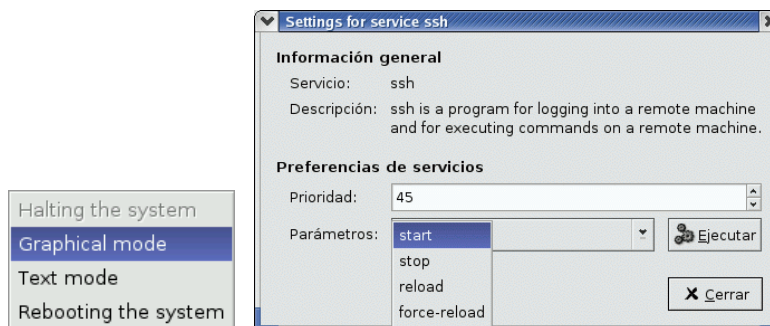 Halting the system
Graphical mode
Text mode
Rebooting the system
Settings for service ssh
Información general
Servicio: ssh
Descripción: ssh is a program for logging into a remote machine
and for executing commands on a remote machine.
Preferencias de servicios
Prioridad: 45
Parámetros: start Ejecutar
stop
reload
force-reload
Cerrar